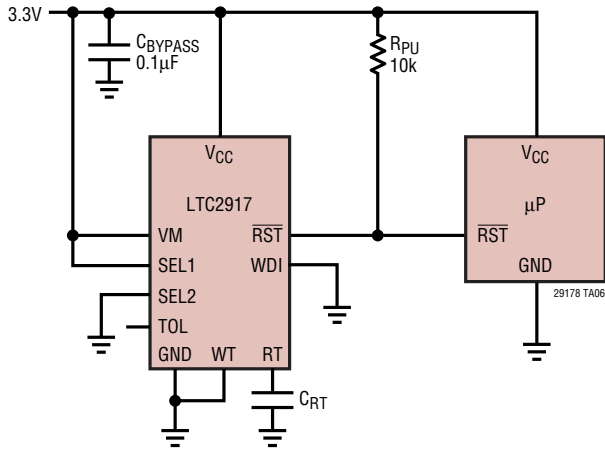 3.3V
CBYPASS
0.1µF
RPU
10k
VCC
LTC2917
VM
SEL1
SEL2
TOL
GND
WT
RT
RST
WDI
CRT
VCC
µP
RST
GND
29178 TA06